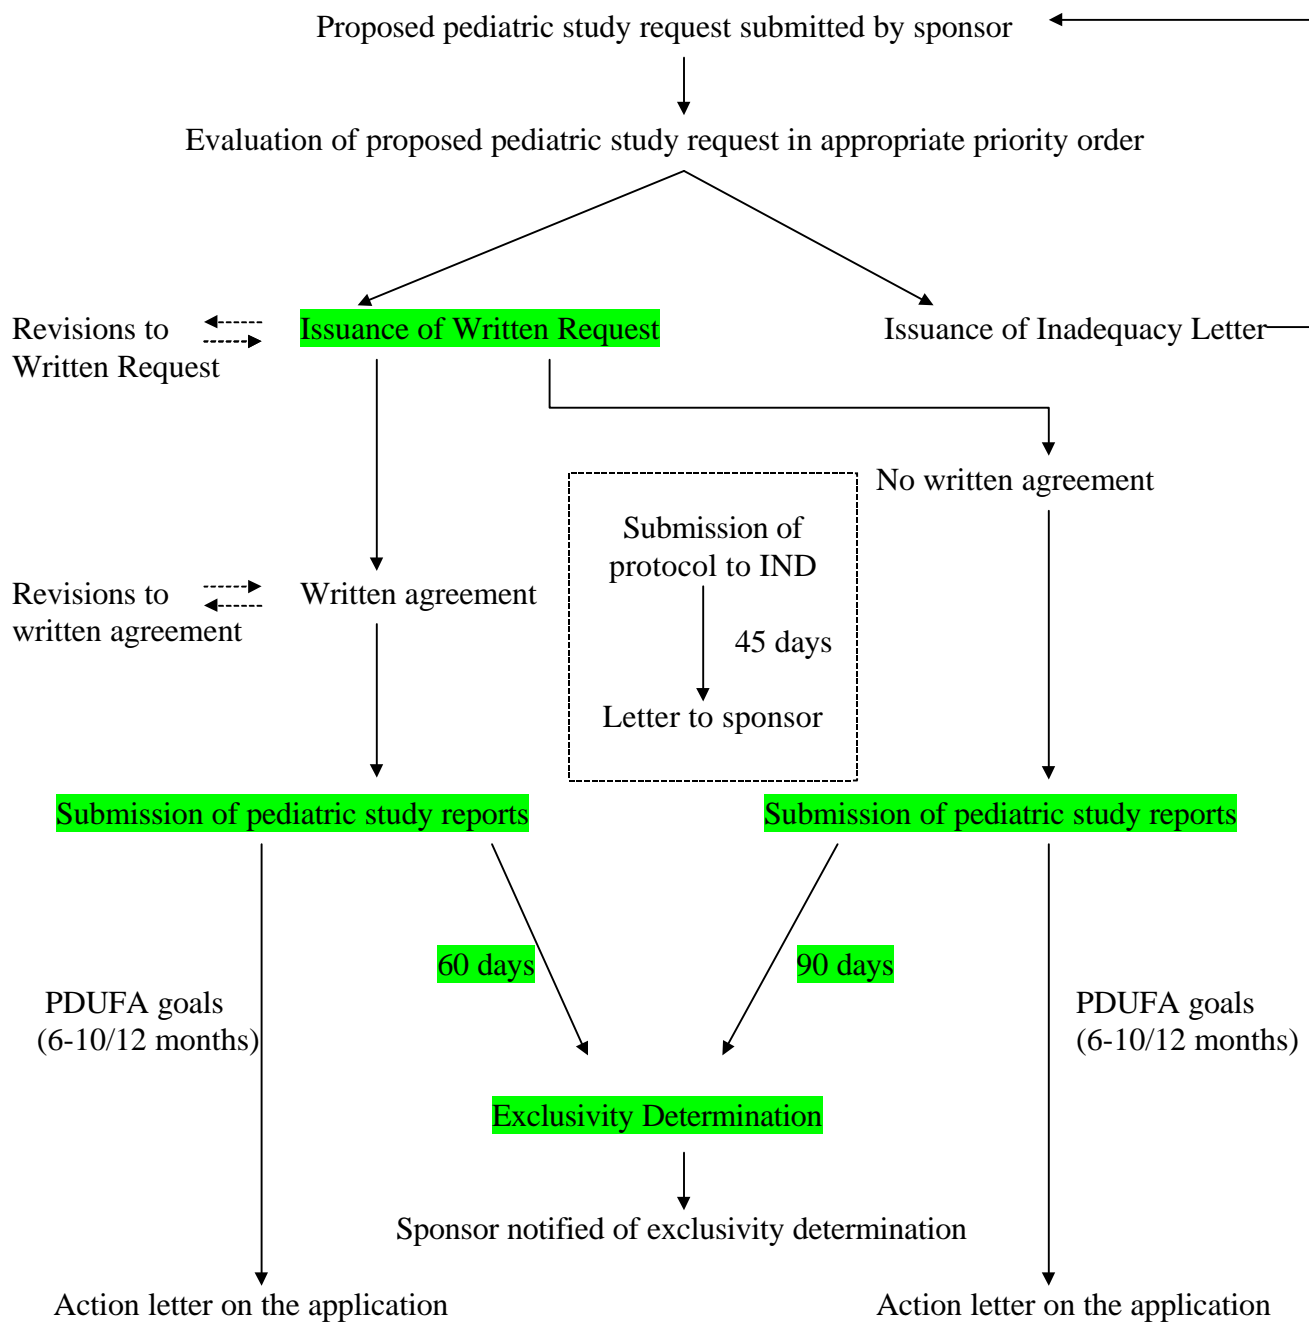 Proposed pediatric study request submitted by sponsor
Evaluation of proposed pediatric study request in appropriate priority order
Revisions to
Written Request
Issuance of Written Request
Issuance of Inadequacy Letter
No written agreement
Submission of
protocol to IND
45 days
Letter to sponsor
Revisions to
written agreement
Written agreement
Submission of pediatric study reports
Submission of pediatric study reports
60 days
90 days
PDUFA goals
(6-10/12 months)
PDUFA goals
(6-10/12 months)
Exclusivity Determination
Sponsor notified of exclusivity determination
Action letter on the application
Action letter on the application